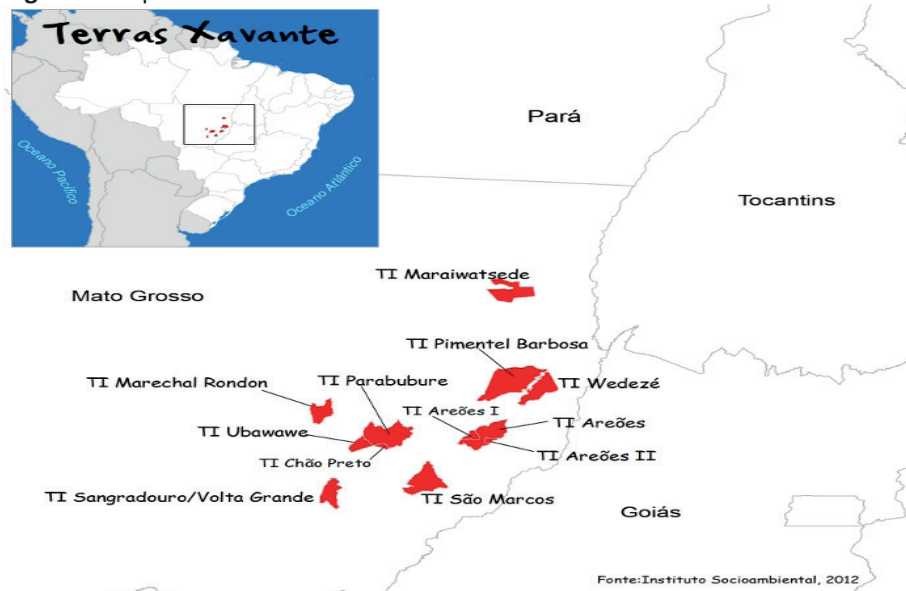 Terras Xavante
Oceano Pacífico
Oceano Atlântico
Pará
Tocantins
TI Maraiwatsede
Mato Grosso
TI Pimentel Barbosa
TI Marechal Rondon
TI Parabubure
TI Wedezé
TI Areões I
TI Areões
TI Ubawawe
TI Areões II
TI Chão Preto
TI Sangradouro/Volta Grande
TI São Marcos
Goiás
Fonte:Instituto Socioambiental, 2012